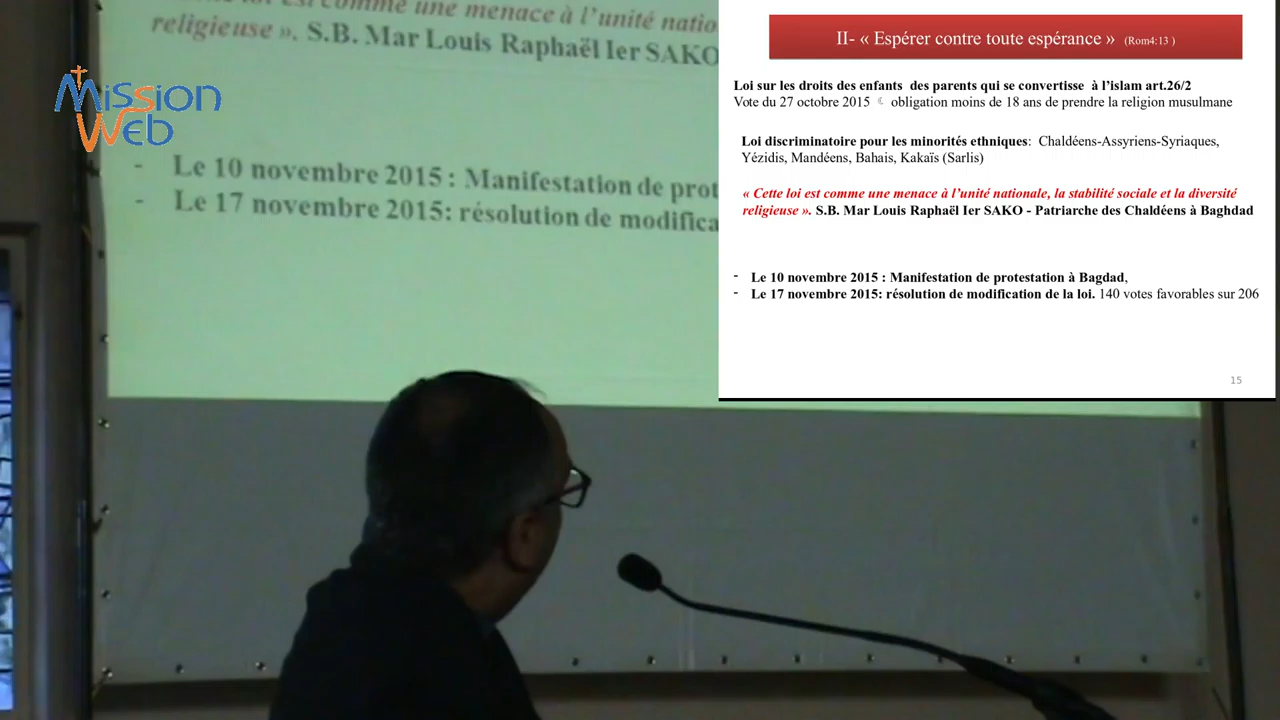 Mission
Web
comme une menace à l'unité natio
religieuse ». S.B. Mar Louis Raphaël Ier SAKO
- Le 10 novembre 2015 : Manifestation de prot
- Le 17 novembre 2015: résolution de modifica
II- « Espérer contre toute espérance » (Rom4:13 )
Loi sur les droits des enfants des parents qui se convertisse à l'islam art.26/2
Vote du 27 octobre 2015 ☾ obligation moins de 18 ans de prendre la religion musulmane
Loi discriminatoire pour les minorités ethniques: Chaldéens-Assyriens-Syriaques,
Yézidis, Mandéens, Bahais, Kakaïs (Sarlis)
« Cette loi est comme une menace à l'unité nationale, la stabilité sociale et la diversité
religieuse ». S.B. Mar Louis Raphaël Ier SAKO - Patriarche des Chaldéens à Baghdad
- Le 10 novembre 2015 : Manifestation de protestation à Bagdad,
- Le 17 novembre 2015: résolution de modification de la loi. 140 votes favorables sur 206
15